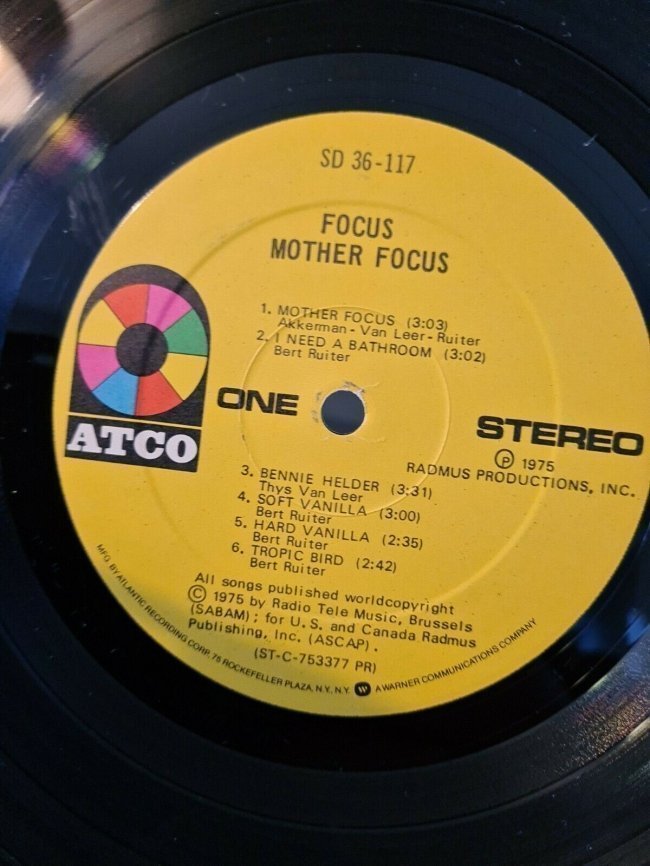 SD 36-117
FOCUS
MOTHER FOCUS
1. MOTHER FOCUS (3:03)
Akkerman - Van Leer - Ruiter
2. I NEED A BATHROOM (3:02)
Bert Ruiter
ATCO
ONE
STEREO
Ⓟ 1975
RADMUS PRODUCTIONS, INC.
3. BENNIE HELDER (3:31)
Thys Van Leer
4. SOFT VANILLA (3:00)
Bert Ruiter
5. HARD VANILLA (2:35)
Bert Ruiter
6. TROPIC BIRD (2:42)
Bert Ruiter
All songs published worldcopyright
© 1975 by Radio Tele Music, Brussels
(SABAM) ; for U. S. and Canada Radmus
Publishing, Inc. (ASCAP) .
(ST-C-753377 PR)
MFG. BY ATLANTIC RECORDING CORP. 75 ROCKEFELLER PLAZA, N.Y. N.Y. W A WARNER COMMUNICATIONS COMPANY